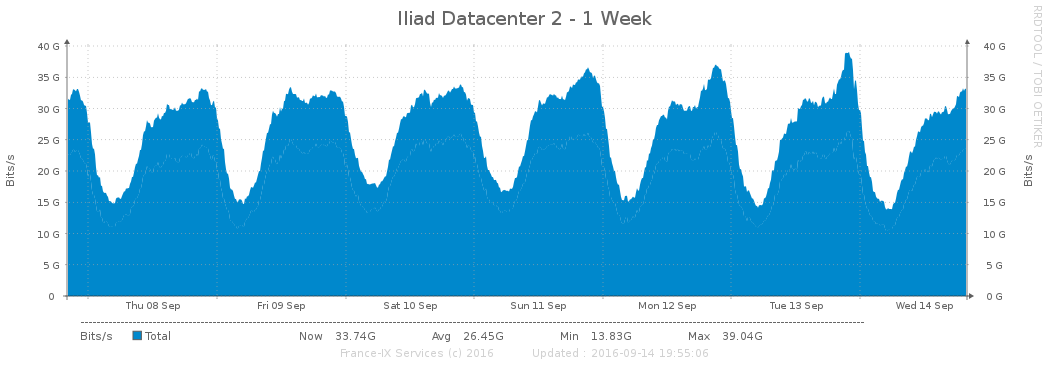 Iliad Datacenter 2 - 1 Week
RRDTOOL / TOBI OETIKER
Bits/s
Bits/s
40 G 40 G
35 G 35 G
30 G 30 G
25 G 25 G
20 G 20 G
15 G 15 G
10 G 10 G
5 G 5 G
0 0 G
Thu 08 Sep Fri 09 Sep Sat 10 Sep Sun 11 Sep Mon 12 Sep Tue 13 Sep Wed 14 Sep
Bits/s Total Now 33.74G Avg 26.45G Min 13.83G Max 39.04G
France-IX Services (c) 2016 Updated : 2016-09-14 19:55:06